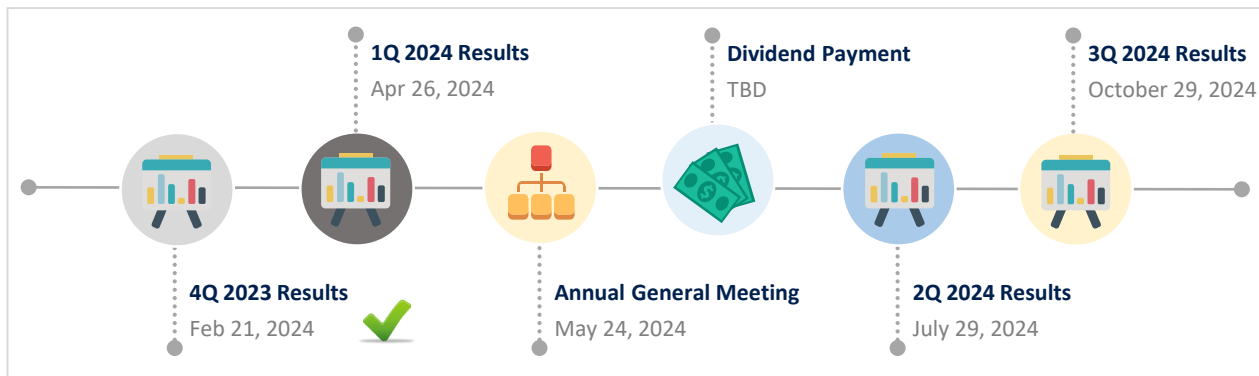 1Q 2024 Results
Apr 26, 2024
Dividend Payment
TBD
3Q 2024 Results
October 29, 2024
4Q 2023 Results
Feb 21, 2024
Annual General Meeting
May 24, 2024
2Q 2024 Results
July 29, 2024